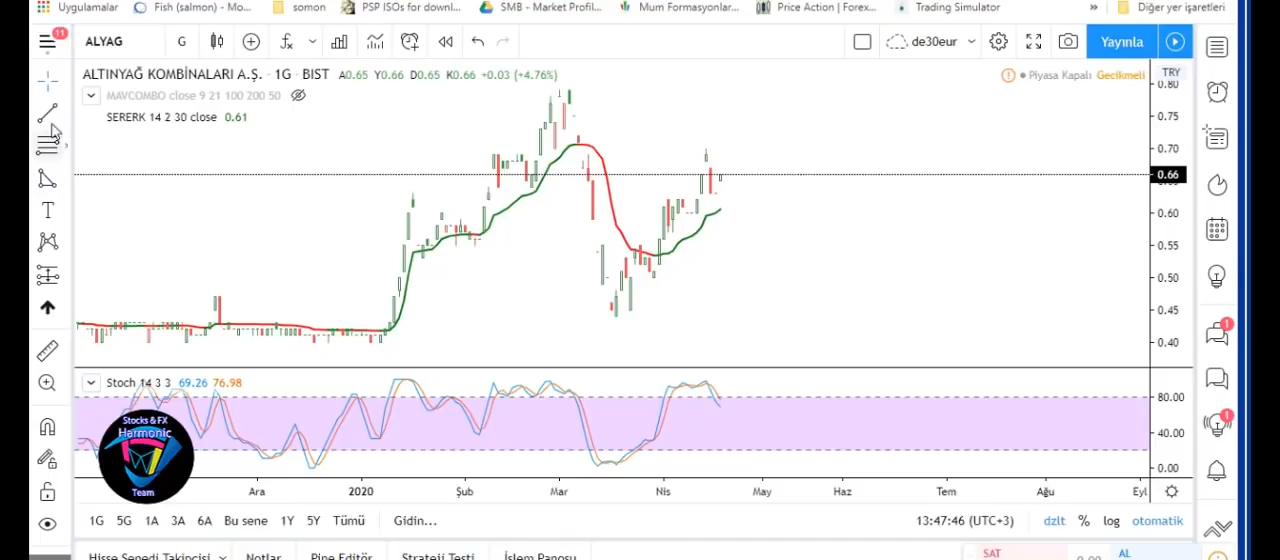 Uygulamalar Fish (salmon) - Mo... somon PSP ISOs for downl... SMB - Market Profil... Mum Formasyonlar... Price Action | Forex... Trading Simulator » Diğer yer işaretleri
11 ALYAG G de30eur Yayınla
ALTINYAĞ KOMBİNALARI A.Ş. · 1G · BIST A0.65 Y0.66 D0.65 K0.66 +0.03 (+4.76%) Piyasa Kapalı Gecikmeli TRY
MAVCOMBO close 9 21 100 200 50
SERERK 14 2 30 close 0.61
0.80
0.75
0.70
0.66
0.60
0.55
0.50
0.45
0.40
Stoch 14 3 3 69.26 76.98
80.00
40.00
0.00
Stocks & FX
Harmonic
Team
Ara 2020 Şub Mar Nis May Haz Tem Ağu Eyl
1G 5G 1A 3A 6A Bu sene 1Y 5Y Tümü Gidin... 13:47:46 (UTC+3) dzlt % log otomatik
Hisse Senedi Takipçisi Notlar Pine Editör Strateji Testi İşlem Panosu SAT 0.00 AL
1
1